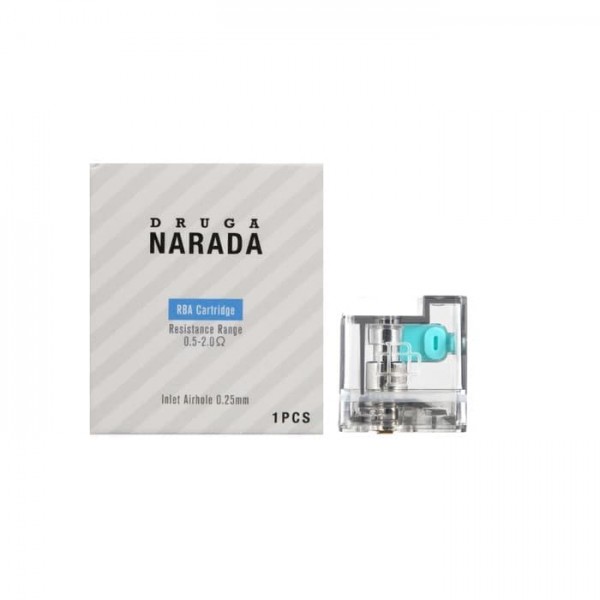 DRUGA
NARADA
RBA Cartridge
Resistance Range
0.5-2.0Ω
Inlet Airhole 0.25mm
1PCS